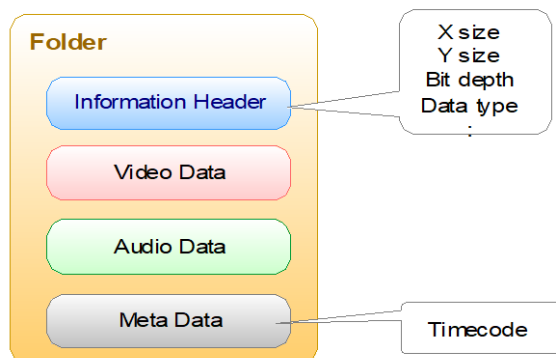 Folder
Information Header
Video Data
Audio Data
Meta Data
X size
Y size
Bit depth
Data type
:
Timecode